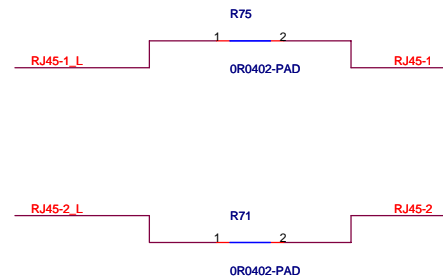 R75
1 2
RJ45-1_L RJ45-1
0R0402-PAD
RJ45-2_L RJ45-2
R71
1 2
0R0402-PAD